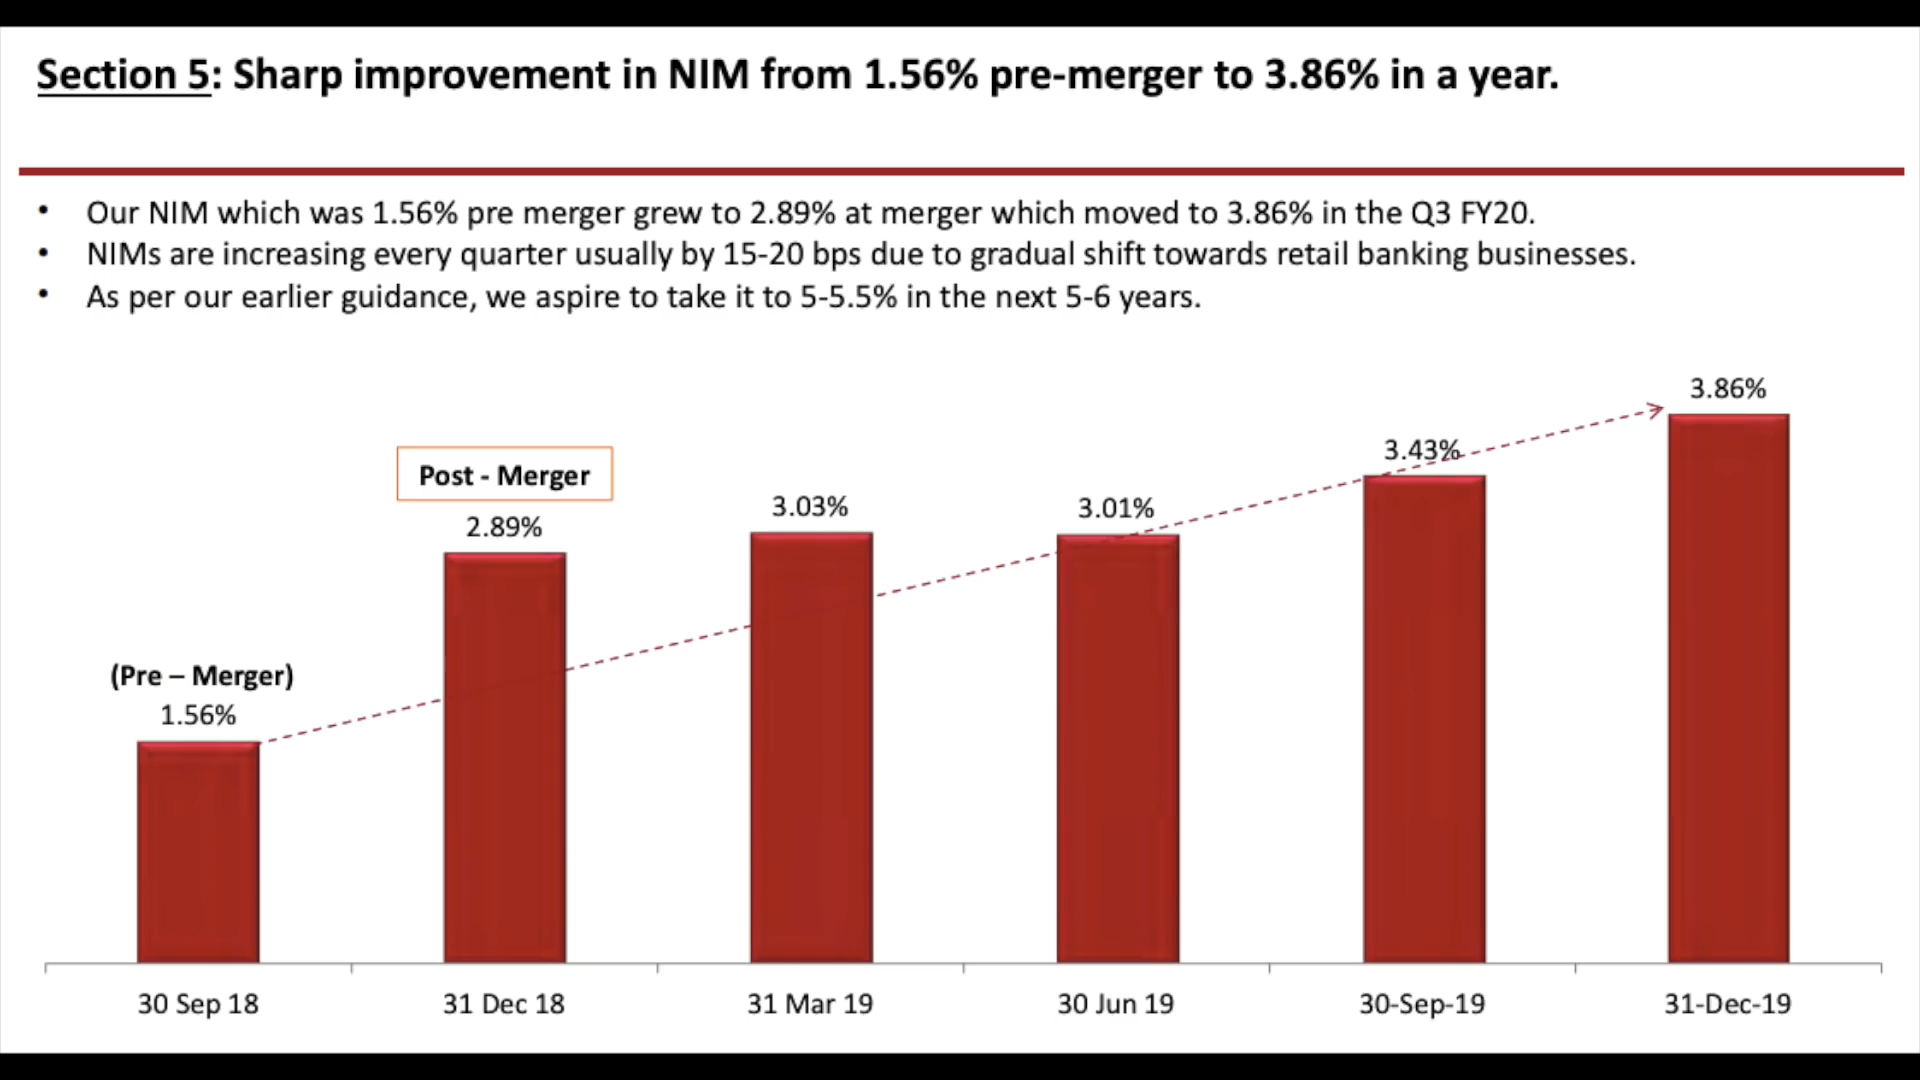 Section 5: Sharp improvement in NIM from 1.56% pre-merger to 3.86% in a year.
• Our NIM which was 1.56% pre merger grew to 2.89% at merger which moved to 3.86% in the Q3 FY20.
• NIMs are increasing every quarter usually by 15-20 bps due to gradual shift towards retail banking businesses.
• As per our earlier guidance, we aspire to take it to 5-5.5% in the next 5-6 years.
(Pre – Merger)
1.56%
Post - Merger
2.89%
3.03%
3.01%
3.43%
3.86%
30 Sep 18
31 Dec 18
31 Mar 19
30 Jun 19
30-Sep-19
31-Dec-19